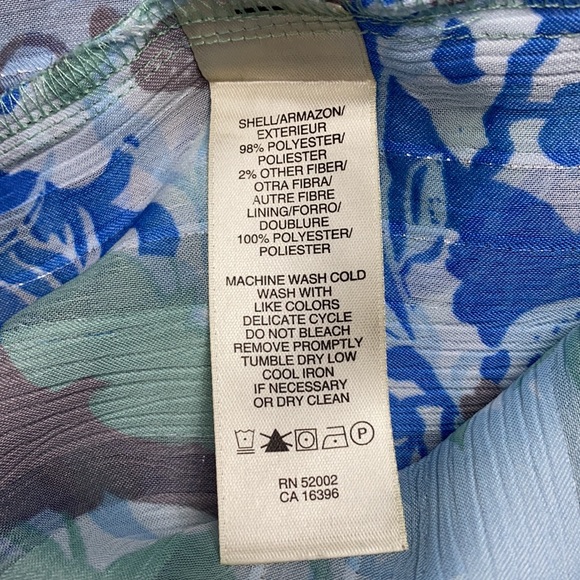 SHELL/ARMAZON/
EXTERIEUR
98% POLYESTER/
POLIESTER
2% OTHER FIBER/
OTRA FIBRA/
AUTRE FIBRE
LINING/FORRO/
DOUBLURE
100% POLYESTER/
POLIESTER
MACHINE WASH COLD
WASH WITH
LIKE COLORS
DELICATE CYCLE
DO NOT BLEACH
REMOVE PROMPTLY
TUMBLE DRY LOW
COOL IRON
IF NECESSARY
OR DRY CLEAN
P
RN 52002
CA 16396